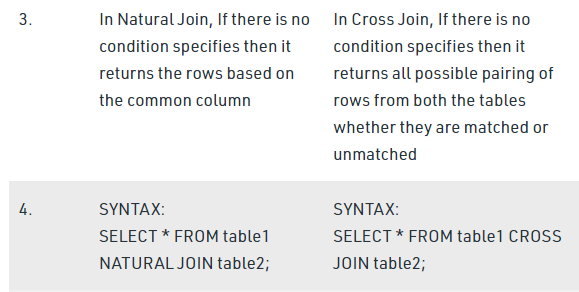 3.
In Natural Join, If there is no
condition specifies then it
returns the rows based on
the common column
In Cross Join, If there is no
condition specifies then it
returns all possible pairing of
rows from both the tables
whether they are matched or
unmatched
4.
SYNTAX:
SELECT * FROM table1
NATURAL JOIN table2;
SYNTAX:
SELECT * FROM table1 CROSS
JOIN table2;